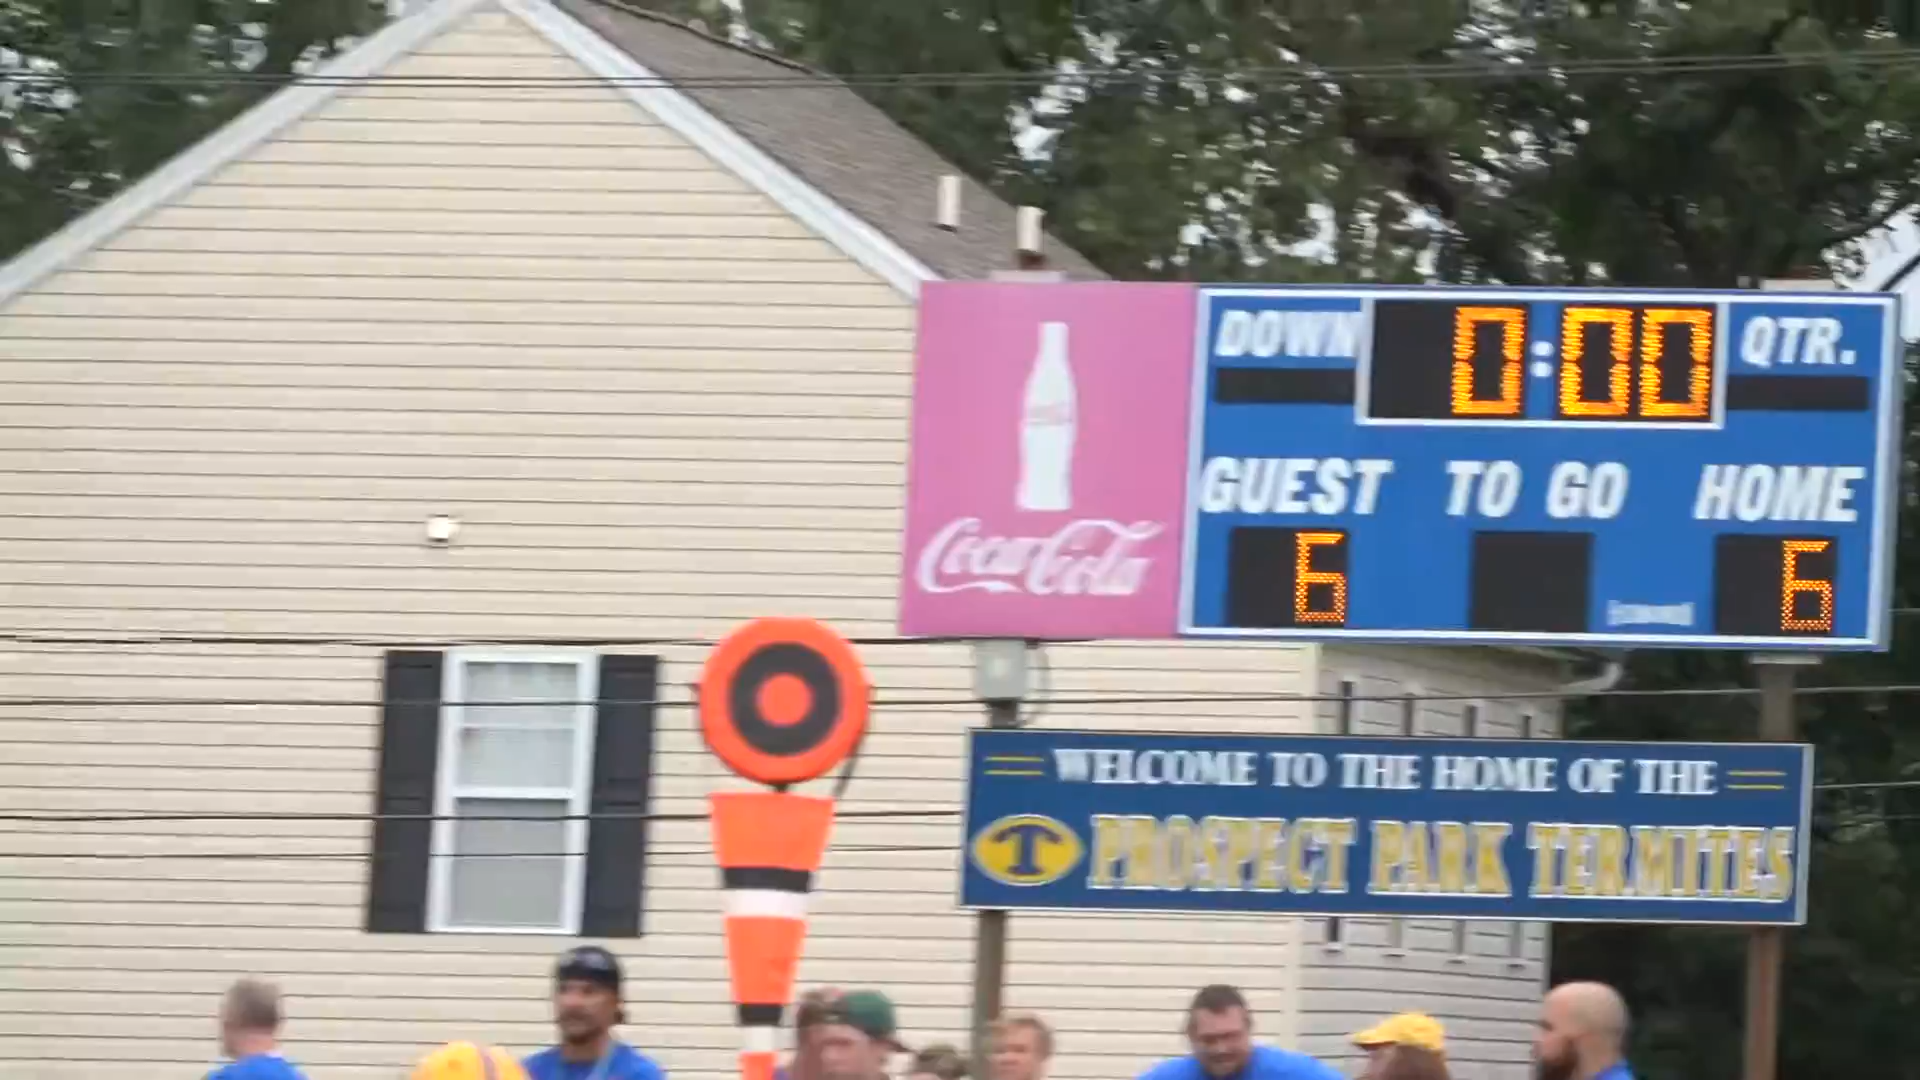 DOWN 0:00 QTR.
GUEST TO GO HOME
6 6
Coca-Cola
WELCOME TO THE HOME OF THE
T PROSPECT PARK TERMITES